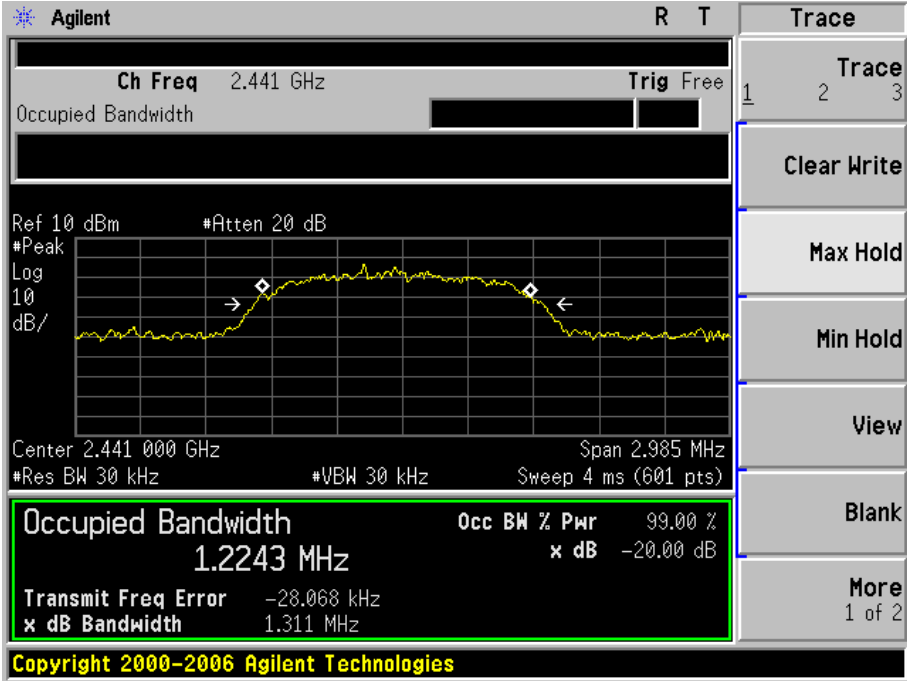 Agilent R T Trace
Ch Freq 2.441 GHz Trig Free
Occupied Bandwidth
Trace
1 2 3
Clear Write
Max Hold
Min Hold
View
Blank
More
1 of 2
Ref 10 dBm #Atten 20 dB
#Peak
Log
10
dB/
Center 2.441 000 GHz Span 2.985 MHz
#Res BW 30 kHz #VBW 30 kHz Sweep 4 ms (601 pts)
Occupied Bandwidth Occ BW % Pwr 99.00 %
1.2243 MHz x dB -20.00 dB
Transmit Freq Error -28.068 kHz
x dB Bandwidth 1.311 MHz
Copyright 2000-2006 Agilent Technologies